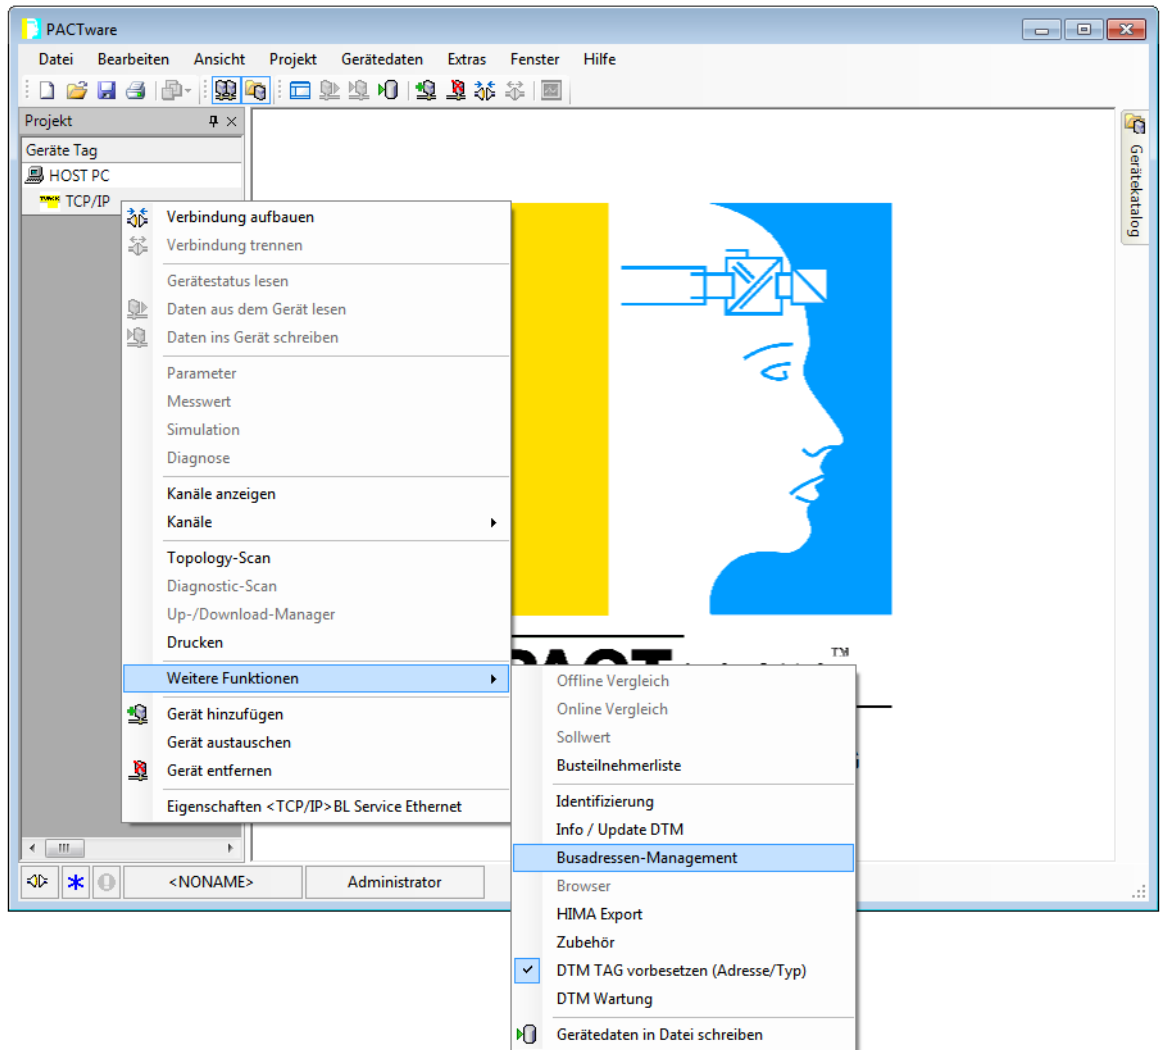 PACTware
Datei Bearbeiten Ansicht Projekt Gerätedaten Extras Fenster Hilfe
Projekt
Geräte Tag
HOST PC
TURCK TCP/IP
Gerätekatalog
Verbindung aufbauen
Verbindung trennen
Gerätestatus lesen
Daten aus dem Gerät lesen
Daten ins Gerät schreiben
Parameter
Messwert
Simulation
Diagnose
Kanäle anzeigen
Kanäle
Topology-Scan
Diagnostic-Scan
Up-/Download-Manager
Drucken
Weitere Funktionen
Gerät hinzufügen
Gerät austauschen
Gerät entfernen
Eigenschaften <TCP/IP>BL Service Ethernet
PACT
TM
Offline Vergleich
Online Vergleich
Sollwert
Busteilnehmerliste
Identifizierung
Info / Update DTM
Busadressen-Management
Browser
HIMA Export
Zubehör
DTM TAG vorbesetzen (Adresse/Typ)
DTM Wartung
Gerätedaten in Datei schreiben
<NONAME> Administrator